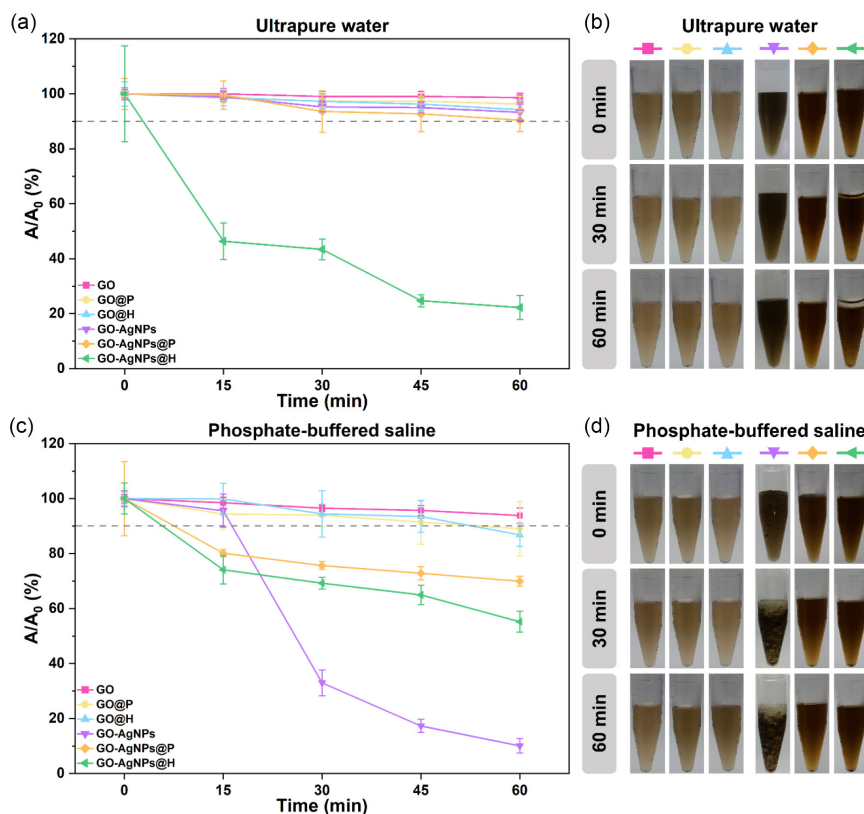 (a)
Ultrapure water
120
100
80
60
40
20
0
A/A0 (%)
GO
GO@P
GO@H
GO-AgNPs
GO-AgNPs@P
GO-AgNPs@H
0 15 30 45 60
Time (min)
(b)
Ultrapure water
0 min
30 min
60 min
(c)
Phosphate-buffered saline
120
100
80
60
40
20
0
A/A0 (%)
GO
GO@P
GO@H
GO-AgNPs
GO-AgNPs@P
GO-AgNPs@H
0 15 30 45 60
Time (min)
(d)
Phosphate-buffered saline
0 min
30 min
60 min